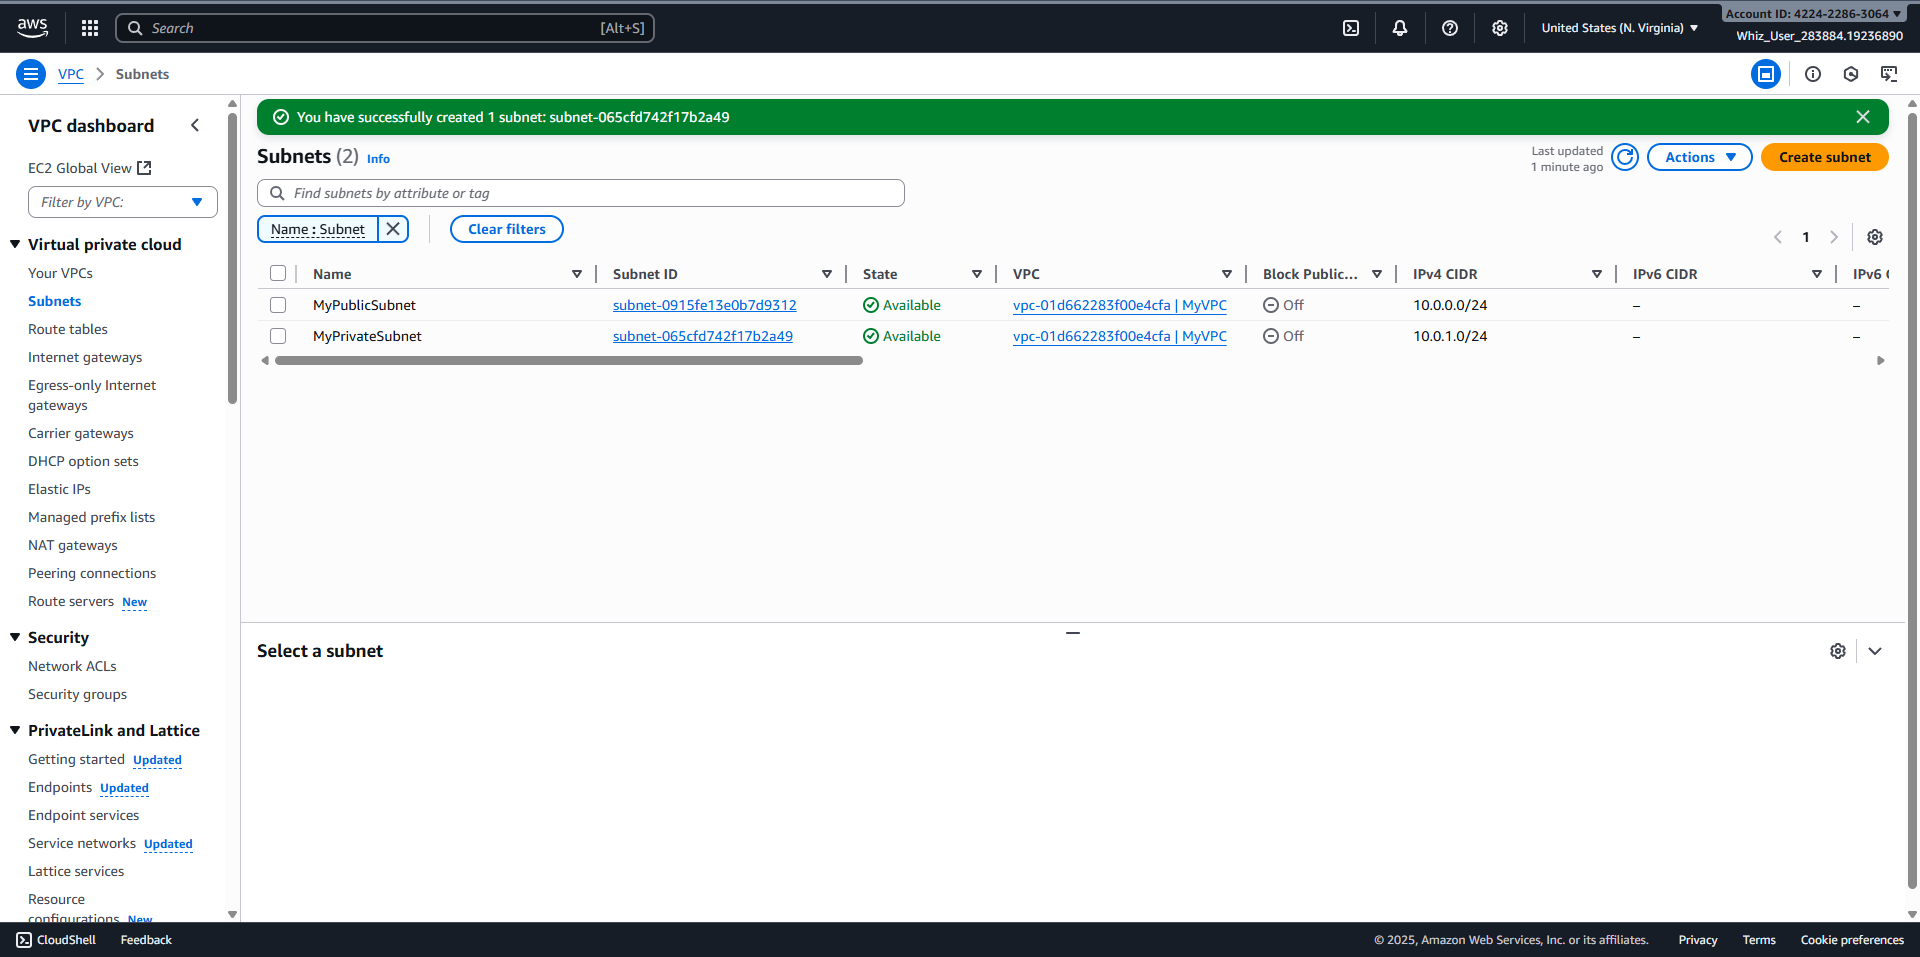 aws
Search [Alt+S]
United States (N. Virginia)
Account ID: 4224-2286-3064
Whiz_User_283884.19236890
VPC Subnets
VPC dashboard
EC2 Global View
Filter by VPC:
Virtual private cloud
Your VPCs
Subnets
Route tables
Internet gateways
Egress-only Internet
gateways
Carrier gateways
DHCP option sets
Elastic IPs
Managed prefix lists
NAT gateways
Peering connections
Route servers New
Security
Network ACLs
Security groups
PrivateLink and Lattice
Getting started Updated
Endpoints Updated
Endpoint services
Service networks Updated
Lattice services
Resource
configurations New
You have successfully created 1 subnet: subnet-065cfd742f17b2a49
Subnets (2) Info
Last updated
1 minute ago
Actions
Create subnet
Find subnets by attribute or tag
Name : Subnet
Clear filters
1
Name Subnet ID State VPC Block Public... IPv4 CIDR IPv6 CIDR IPv6
MyPublicSubnet subnet-0915fe13e0b7d9312 Available vpc-01d662283f00e4cfa | MyVPC Off 10.0.0.0/24 – –
MyPrivateSubnet subnet-065cfd742f17b2a49 Available vpc-01d662283f00e4cfa | MyVPC Off 10.0.1.0/24 – –
Select a subnet
CloudShell Feedback
© 2025, Amazon Web Services, Inc. or its affiliates. Privacy Terms Cookie preferences